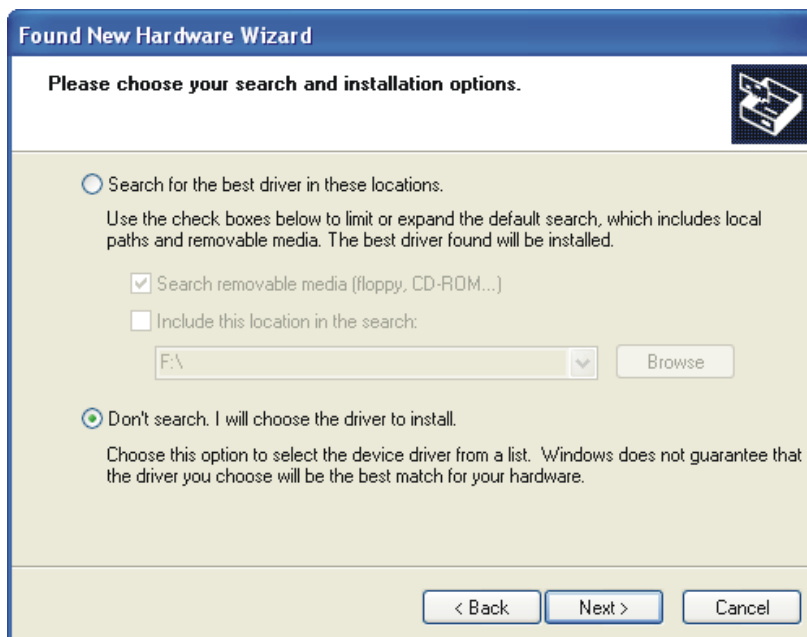 Found New Hardware Wizard
Please choose your search and installation options.
Search for the best driver in these locations.
Use the check boxes below to limit or expand the default search, which includes local
paths and removable media. The best driver found will be installed.
Search removable media (floppy, CD-ROM...)
Include this location in the search:
F:\
Browse
Don't search. I will choose the driver to install.
Choose this option to select the device driver from a list.  Windows does not guarantee that
the driver you choose will be the best match for your hardware.
< Back
Next >
Cancel